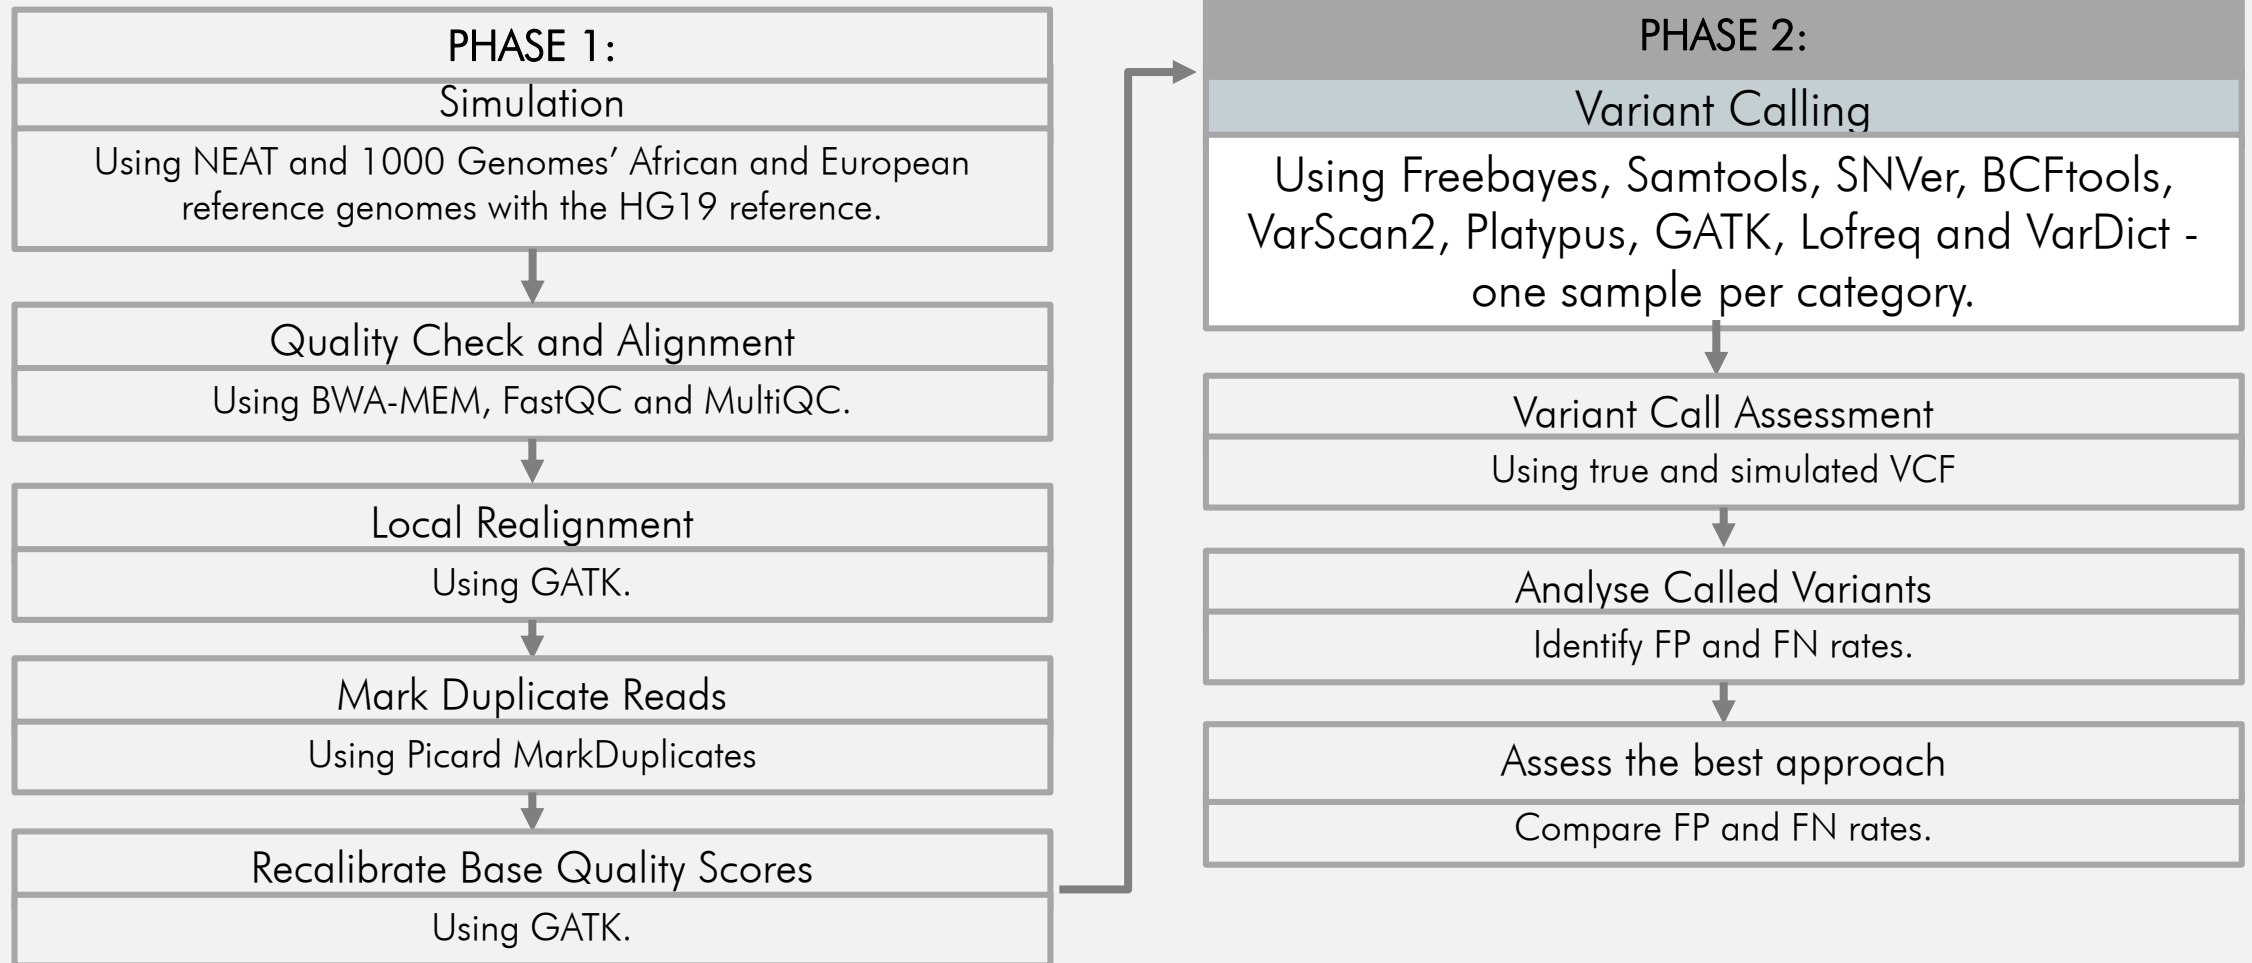 PHASE 1:
Simulation
Using NEAT and 1000 Genomes’ African and European
reference genomes with the HG19 reference.
Quality Check and Alignment
Using BWA-MEM, FastQC and MultiQC.
Local Realignment
Using GATK.
Mark Duplicate Reads
Using Picard MarkDuplicates
Recalibrate Base Quality Scores
Using GATK.
PHASE 2:
Variant Calling
Using Freebayes, Samtools, SNVer, BCFtools,
VarScan2, Platypus, GATK, Lofreq and VarDict -
one sample per category.
Variant Call Assessment
Using true and simulated VCF
Analyse Called Variants
Identify FP and FN rates.
Assess the best approach
Compare FP and FN rates.